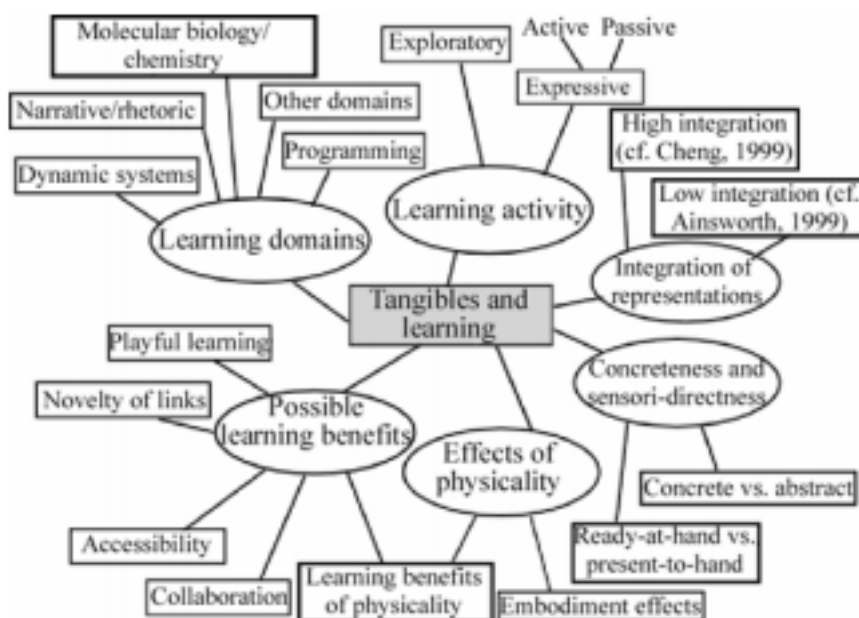 Molecular biology/
chemistry
Exploratory
Active Passive
Expressive
Narrative/rhetoric
Other domains
High integration
(cf. Cheng, 1999)
Programming
Dynamic systems
Learning domains
Learning activity
Low integration (cf.
Ainsworth, 1999)
Integration of
representations
Tangibles and
learning
Playful learning
Novelty of links
Possible
learning benefits
Concreteness and
sensori-directness
Effects of
physicality
Concrete vs. abstract
Accessibility
Ready-at-hand vs.
present-to-hand
Collaboration
Learning benefits
of physicality
Embodiment effects